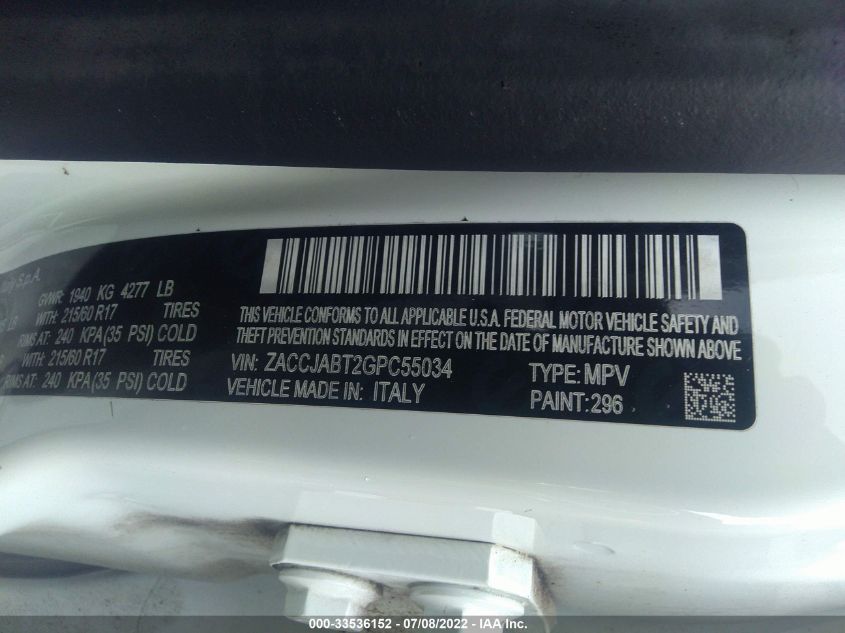 S.p.A.
GVWR: 1940 KG 4277 LB
WITH: 215/60 R17 TIRES
RIMS AT: 240 KPA(35 PSI) COLD
WITH: 215/60 R17 TIRES
RIMS AT: 240 KPA(35 PSI) COLD
THIS VEHICLE CONFORMS TO ALL APPLICABLE U.S.A. FEDERAL MOTOR VEHICLE SAFETY AND
THEFT PREVENTION STANDARDS IN EFFECT ON THE DATE OF MANUFACTURE SHOWN ABOVE
VIN: ZACCJABT2GPC55034 TYPE: MPV
VEHICLE MADE IN: ITALY PAINT: 296
000-33536152 - 07/08/2022 - IAA Inc.